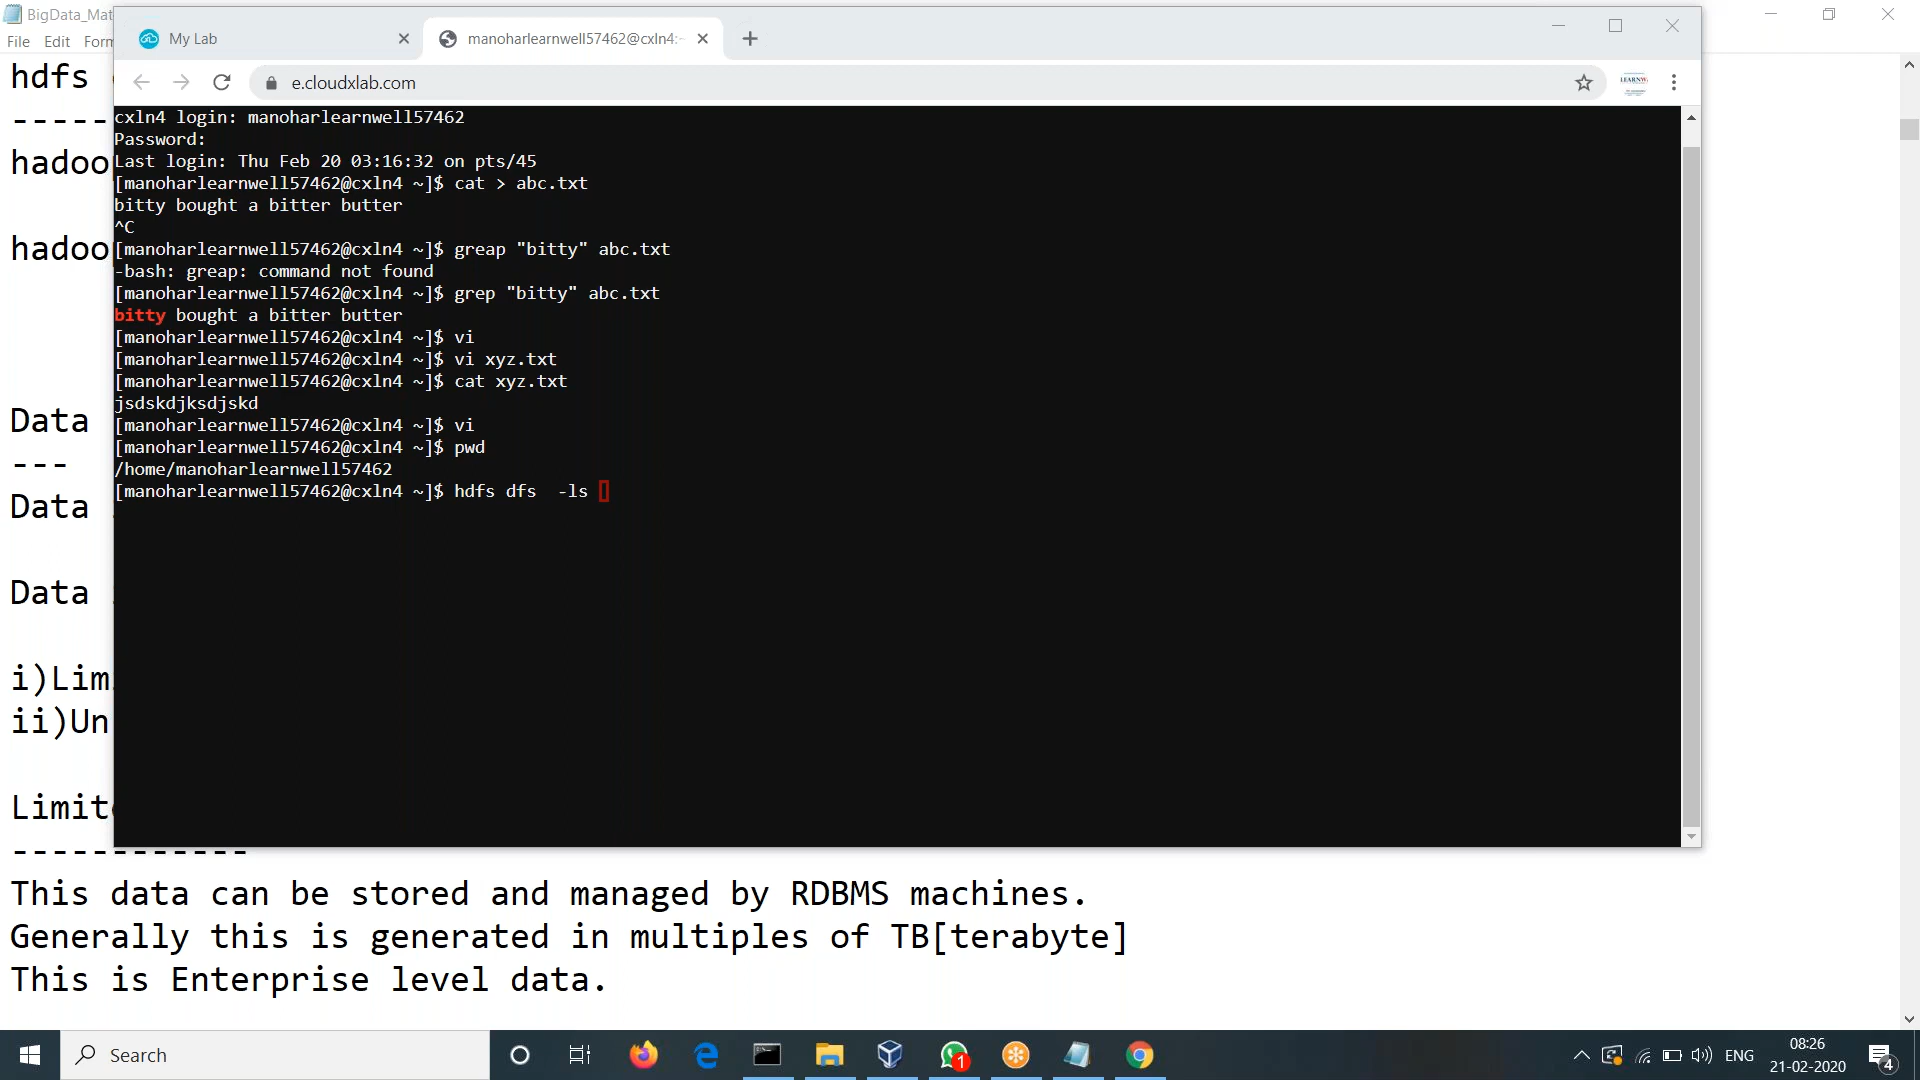 BigData_Mat
File Edit Form
My Lab
manoharlearnwell57462@cxln4:~
e.cloudxlab.com
LEARNW
hdfs
-----
hadoo
hadoo
Data
---
Data
Data
i)Lim
ii)Un
Limite
cxln4 login: manoharlearnwell57462
Password:
Last login: Thu Feb 20 03:16:32 on pts/45
[manoharlearnwell57462@cxln4 ~]$ cat > abc.txt
bitty bought a bitter butter
^C
[manoharlearnwell57462@cxln4 ~]$ greap "bitty" abc.txt
-bash: greap: command not found
[manoharlearnwell57462@cxln4 ~]$ grep "bitty" abc.txt
bitty bought a bitter butter
[manoharlearnwell57462@cxln4 ~]$ vi
[manoharlearnwell57462@cxln4 ~]$ vi xyz.txt
[manoharlearnwell57462@cxln4 ~]$ cat xyz.txt
jsdskdjksdjskd
[manoharlearnwell57462@cxln4 ~]$ vi
[manoharlearnwell57462@cxln4 ~]$ pwd
/home/manoharlearnwell57462
[manoharlearnwell57462@cxln4 ~]$ hdfs dfs  -ls
------------
This data can be stored and managed by RDBMS machines.
Generally this is generated in multiples of TB[terabyte]
This is Enterprise level data.
Search
1
ENG
08:26
21-02-2020
4